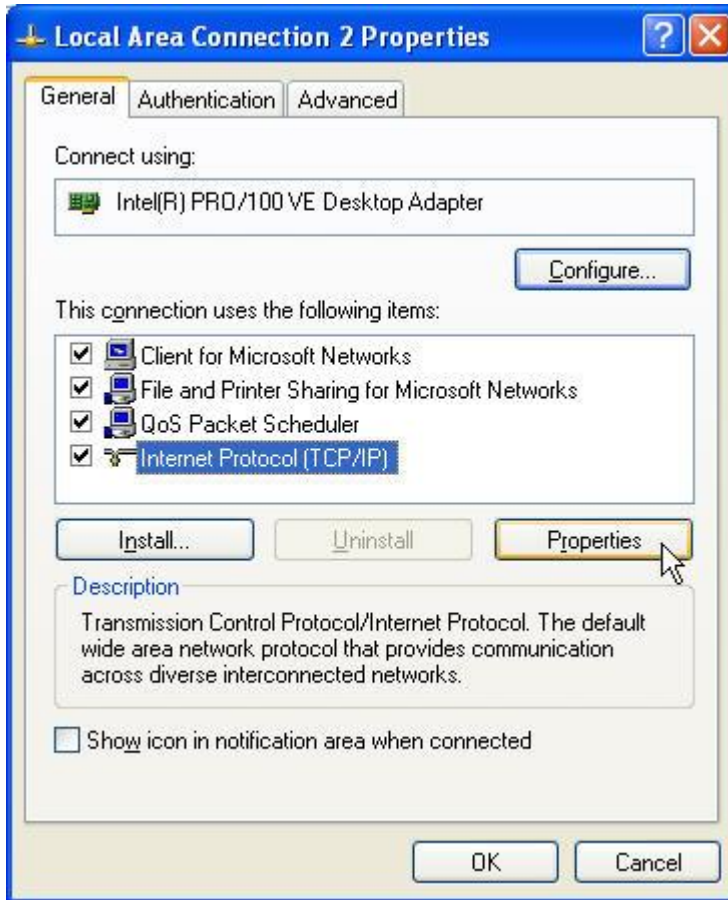 Local Area Connection 2 Properties
General Authentication Advanced
Connect using:
Intel(R) PRO/100 VE Desktop Adapter
Configure...
This connection uses the following items:
Client for Microsoft Networks
File and Printer Sharing for Microsoft Networks
QoS Packet Scheduler
Internet Protocol (TCP/IP)
Install... Uninstall Properties
Description
Transmission Control Protocol/Internet Protocol. The default
wide area network protocol that provides communication
across diverse interconnected networks.
Show icon in notification area when connected
OK Cancel